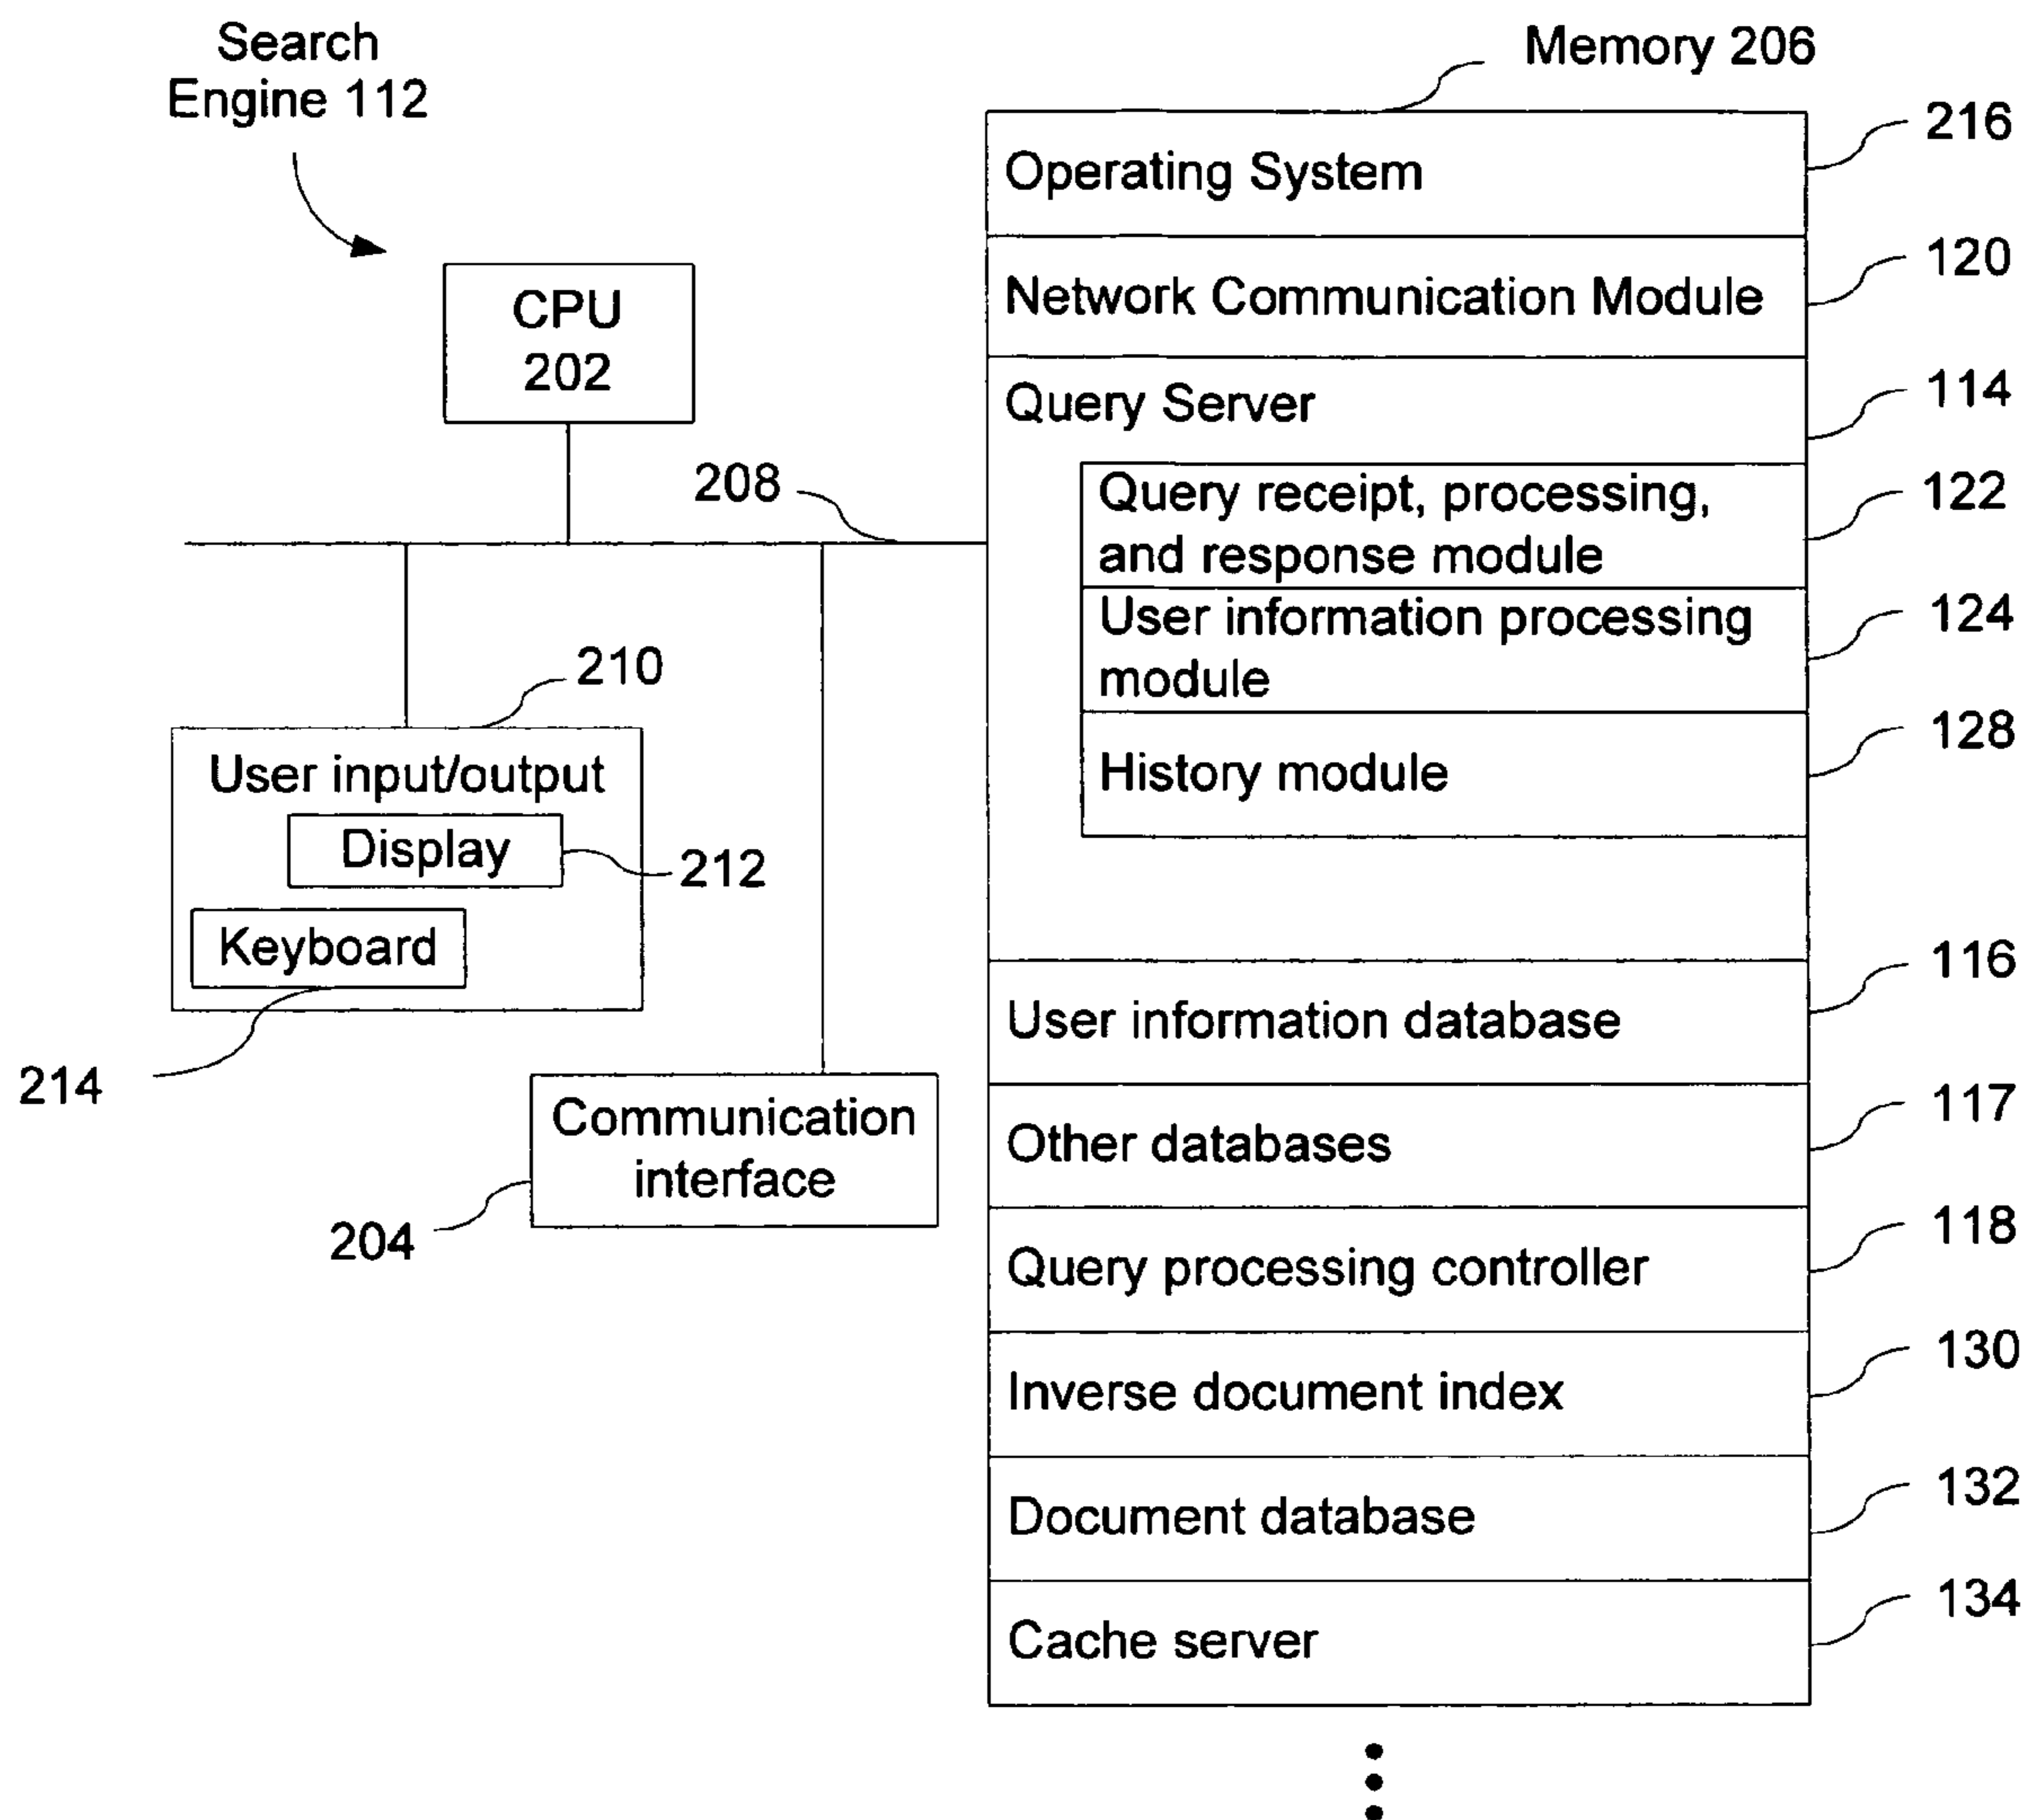 Search
Engine 112
Memory 206
Operating System
216
Network Communication Module
120
CPU
202
Query Server
114
208
Query receipt, processing,
and response module
122
User information processing
module
124
History module
128
210
User input/output
Display
212
Keyboard
214
Communication
interface
204
User information database
116
Other databases
117
Query processing controller
118
Inverse document index
130
Document database
132
Cache server
134